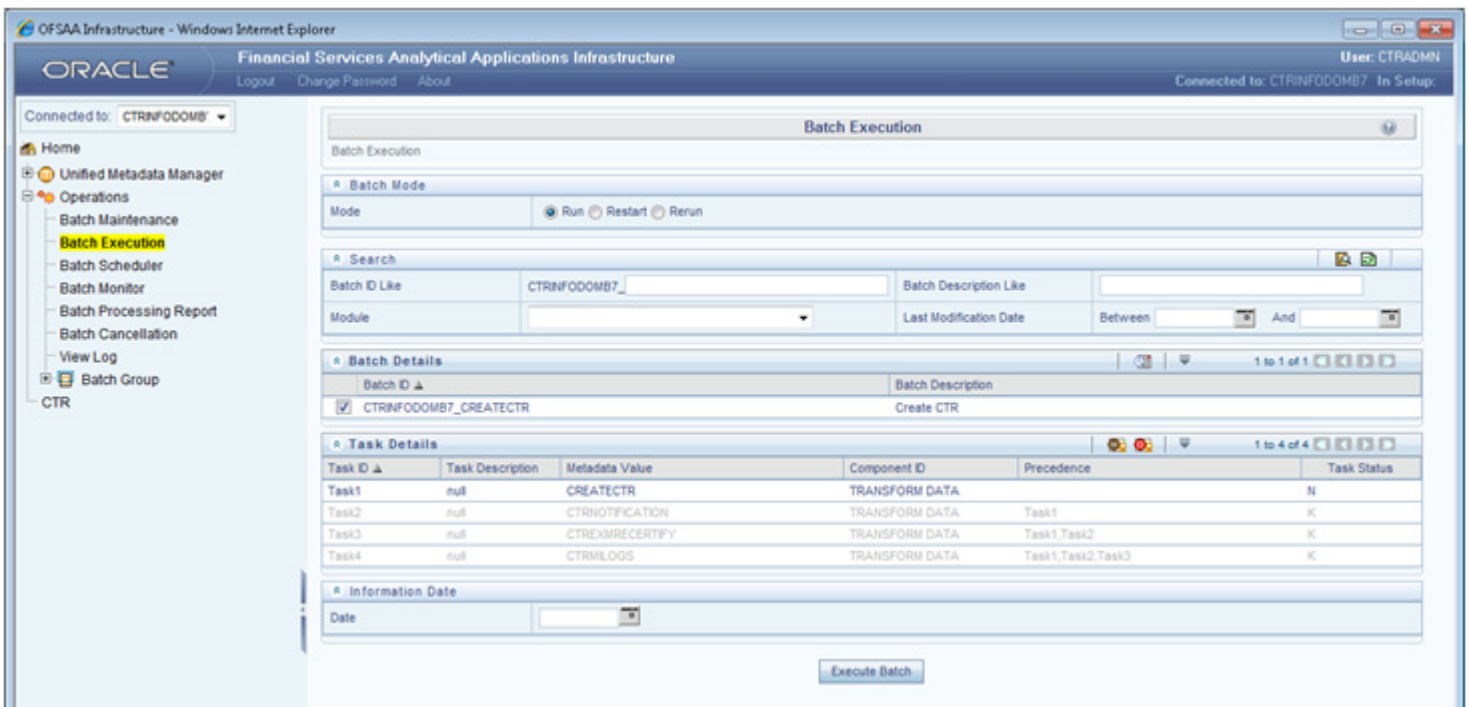 OFSAA Infrastructure - Windows Internet Explorer
ORACLE Financial Services Analytical Applications Infrastructure User: CTRADMN
Logout Change Password About Connected to: CTRINFODOMB7 In Setup:
Connected to: CTRINFODOMB'
Home
Unified Metadata Manager
Operations
Batch Maintenance
Batch Execution
Batch Scheduler
Batch Monitor
Batch Processing Report
Batch Cancellation
View Log
Batch Group
CTR
Batch Execution
Batch Execution
Batch Mode
Mode Run Restart Rerun
Search
Batch ID Like CTRINFODOMB7_ Batch Description Like
Module Last Modification Date Between And
Batch Details 1 to 1 of 1
Batch ID Batch Description
CTRINFODOMB7_CREATECTR Create CTR
Task Details 1 to 4 of 4
Task ID Task Description Metadata Value Component ID Precedence Task Status
Task1 null CREATECTR TRANSFORM DATA N
Task2 null CTRNOTIFICATION TRANSFORM DATA Task1 K
Task3 null CTREXMRECERTIFY TRANSFORM DATA Task1,Task2 K
Task4 null CTRMILOGS TRANSFORM DATA Task1,Task2,Task3 K
Information Date
Date
Execute Batch